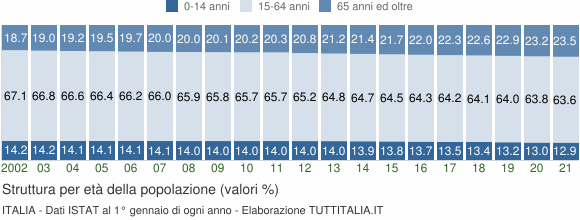 0-14 anni 15-64 anni 65 anni ed oltre
18.7 19.0 19.2 19.5 19.7 20.0 20.0 20.1 20.2 20.3 20.8 21.2 21.4 21.7 22.0 22.3 22.6 22.9 23.2 23.5
67.1 66.8 66.6 66.4 66.2 66.0 65.9 65.8 65.7 65.7 65.2 64.8 64.7 64.5 64.3 64.2 64.1 64.0 63.8 63.6
14.2 14.2 14.1 14.1 14.1 14.1 14.0 14.0 14.0 14.0 14.0 14.0 13.9 13.8 13.7 13.5 13.4 13.2 13.0 12.9
2002 03 04 05 06 07 08 09 10 11 12 13 14 15 16 17 18 19 20 21
Struttura per età della popolazione (valori %)
ITALIA - Dati ISTAT al 1° gennaio di ogni anno - Elaborazione TUTTITALIA.IT